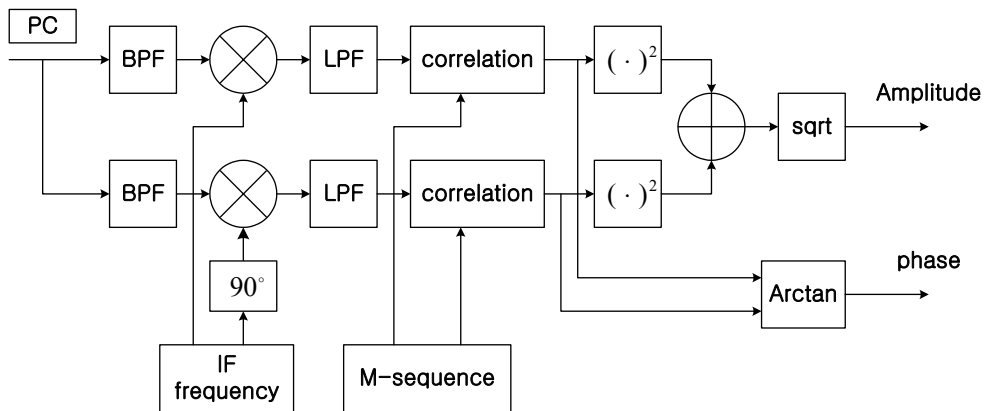 PC
BPF
LPF
correlation
( · )²
Amplitude
sqrt
BPF
LPF
correlation
( · )²
90°
phase
Arctan
IF
frequency
M-sequence